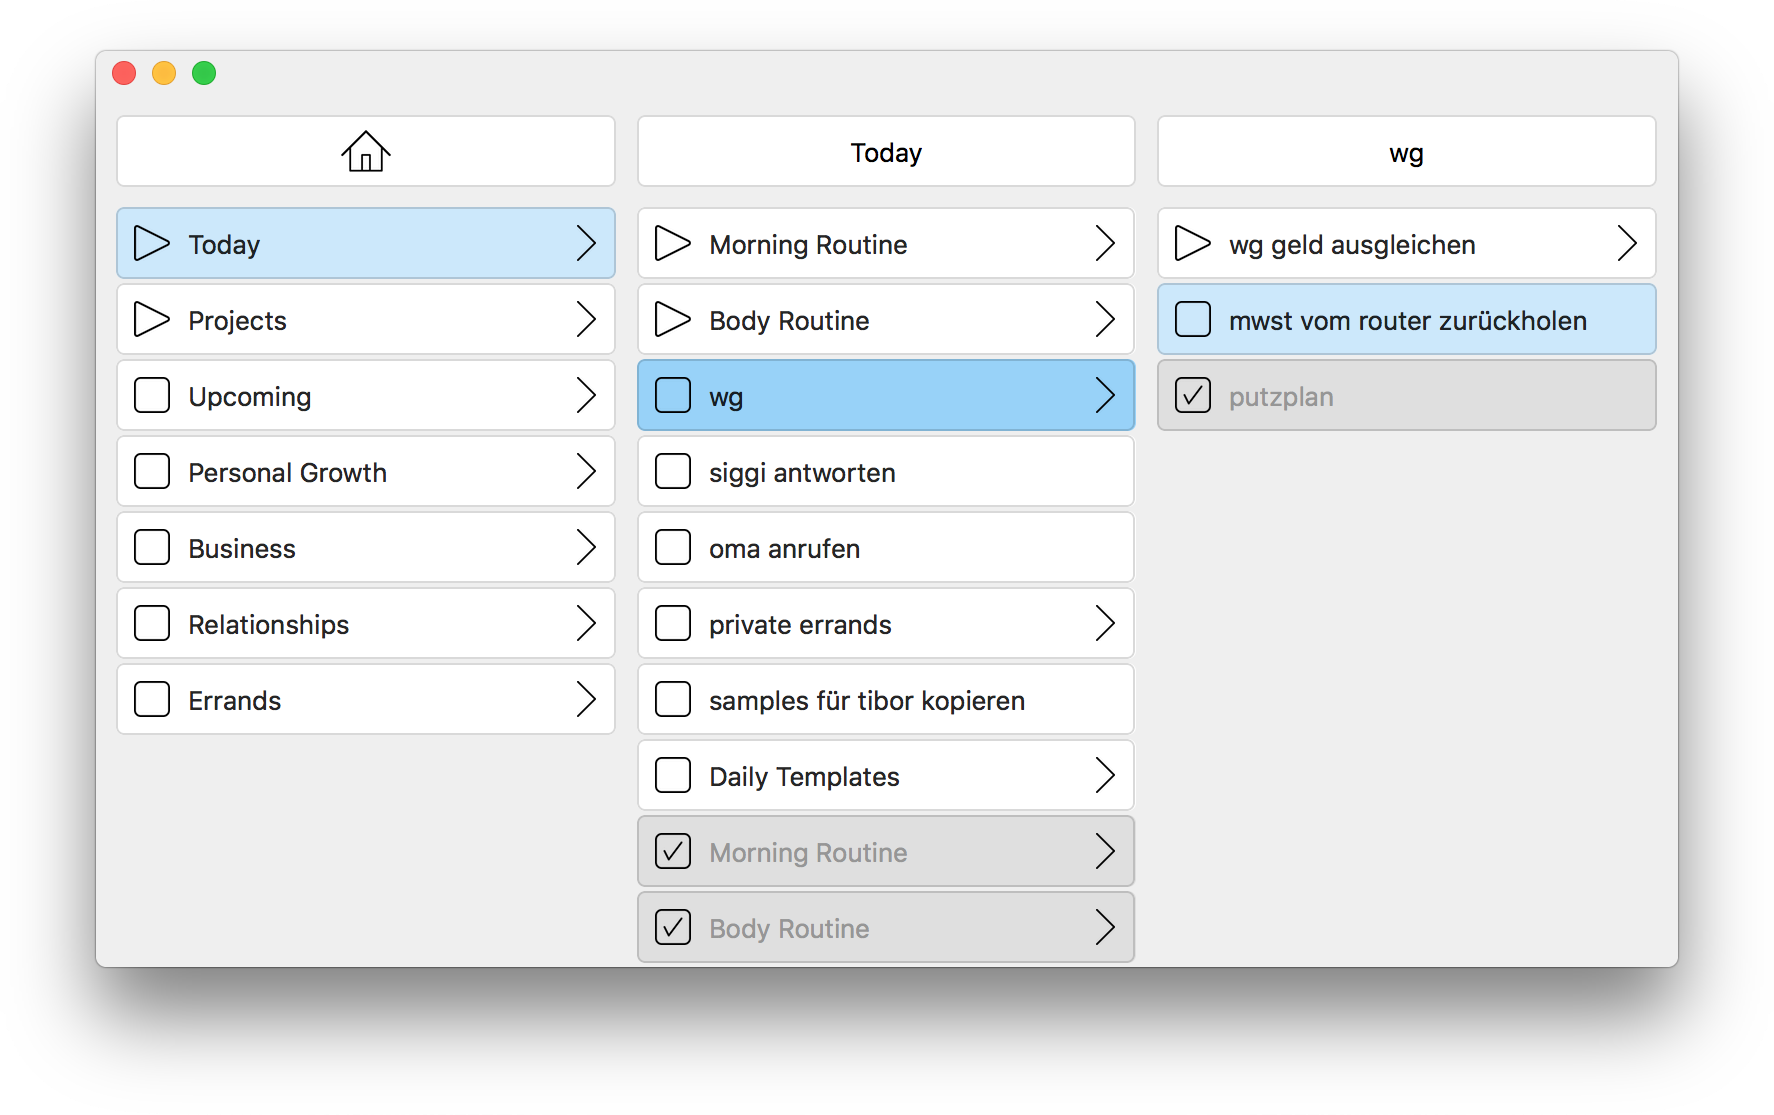 Today
Projects
Upcoming
Personal Growth
Business
Relationships
Errands
Today
Morning Routine
Body Routine
wg
siggi antworten
oma anrufen
private errands
samples für tibor kopieren
Daily Templates
Morning Routine
Body Routine
wg
wg geld ausgleichen
mwst vom router zurückholen
putzplan